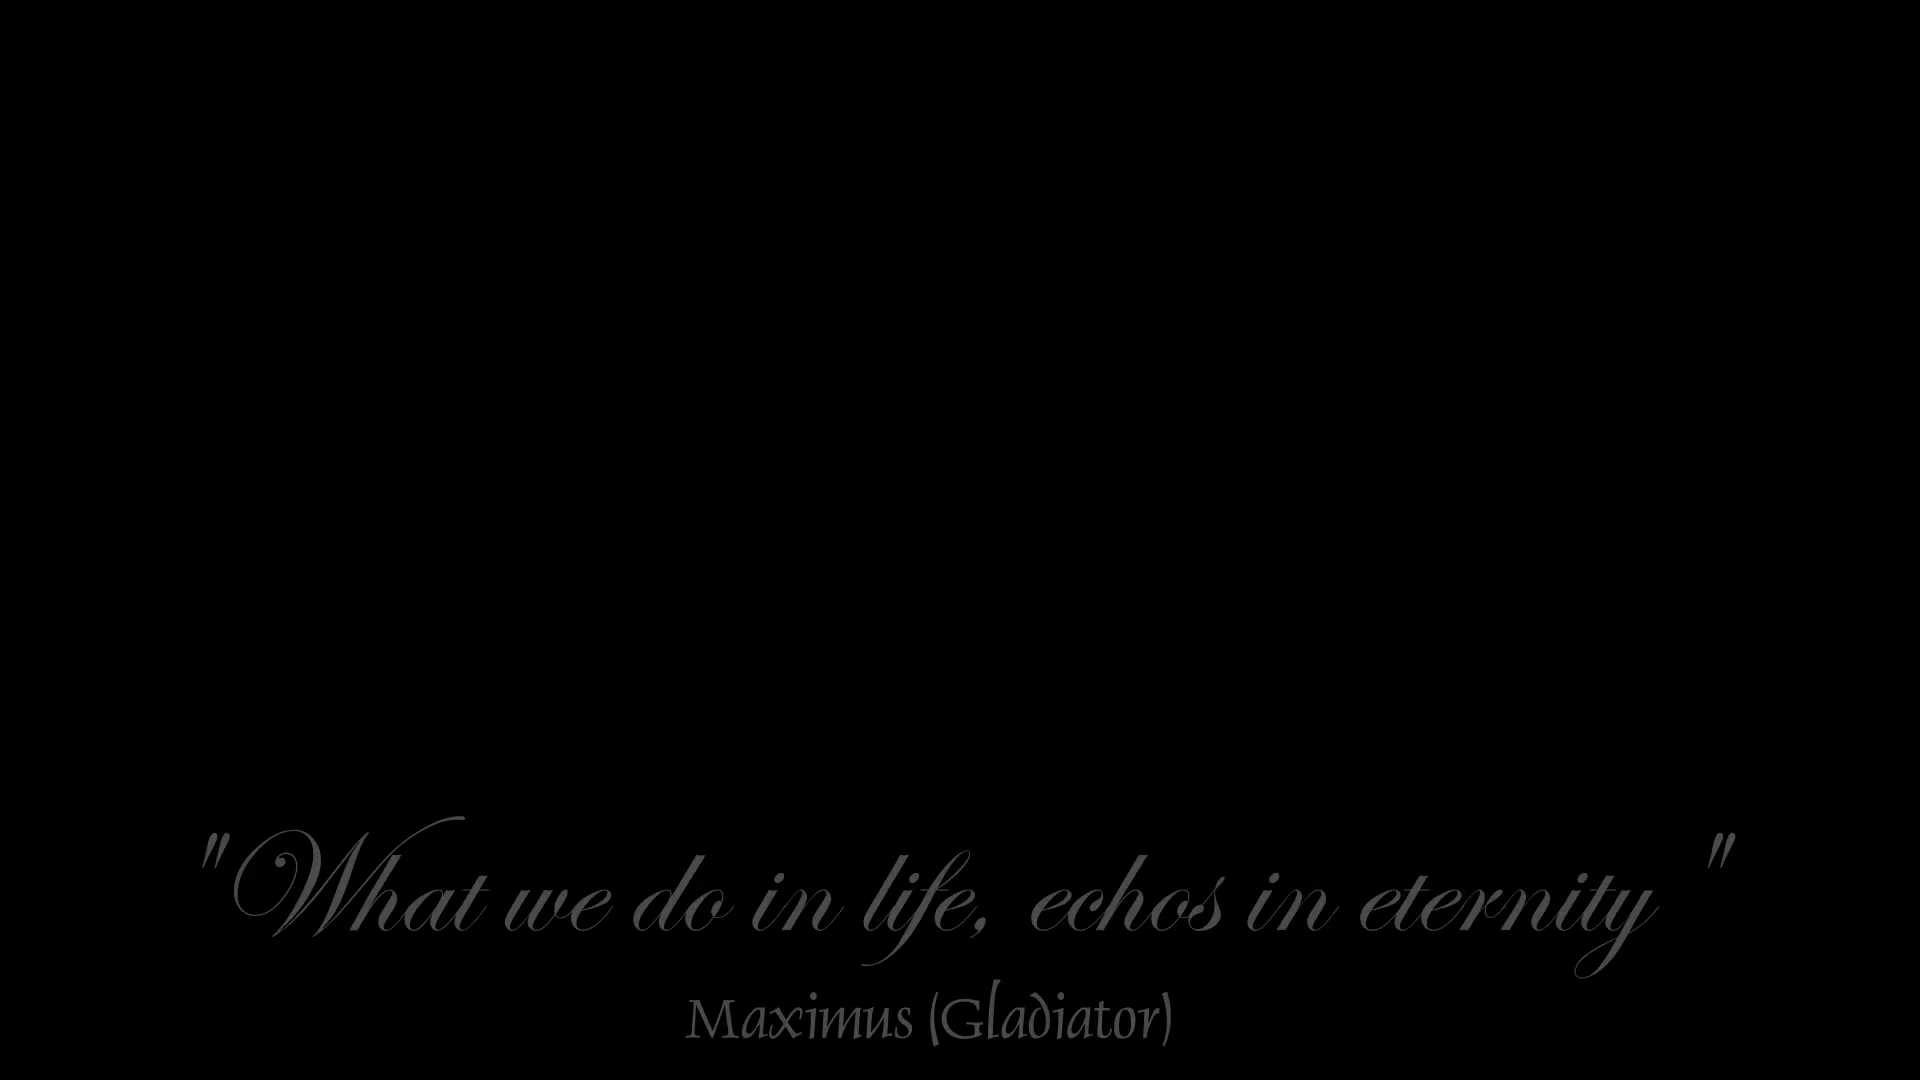 "What we do in life, echos in eternity "
Maximus (Gladiator)